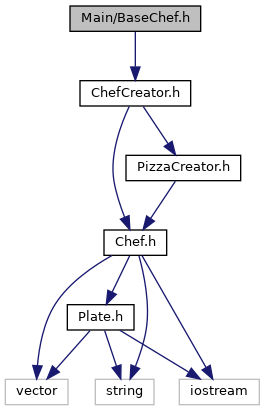 Main/BaseChef.h
ChefCreator.h
PizzaCreator.h
Chef.h
Plate.h
vector
string
iostream